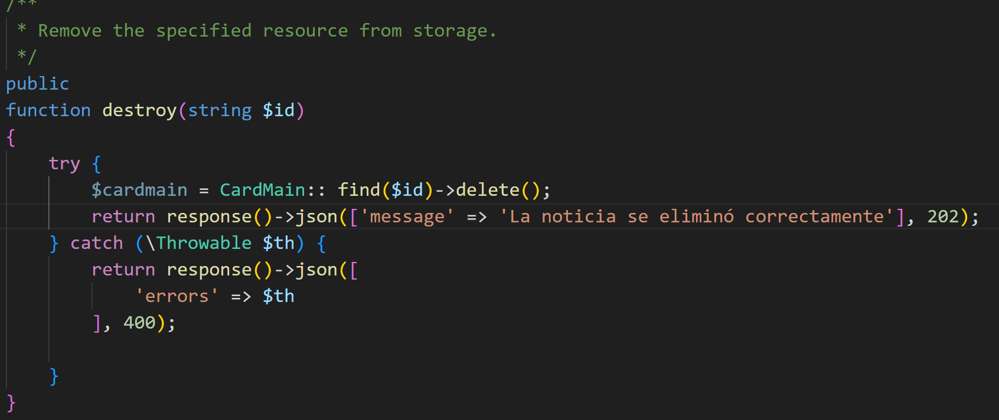 /**
 * Remove the specified resource from storage.
 */
public
function destroy(string $id)
{
    try {
        $cardmain = CardMain:: find($id)->delete();
        return response()->json(['message' => 'La noticia se eliminó correctamente'], 202);
    } catch (\Throwable $th) {
        return response()->json([
            'errors' => $th
        ], 400);

    }
}